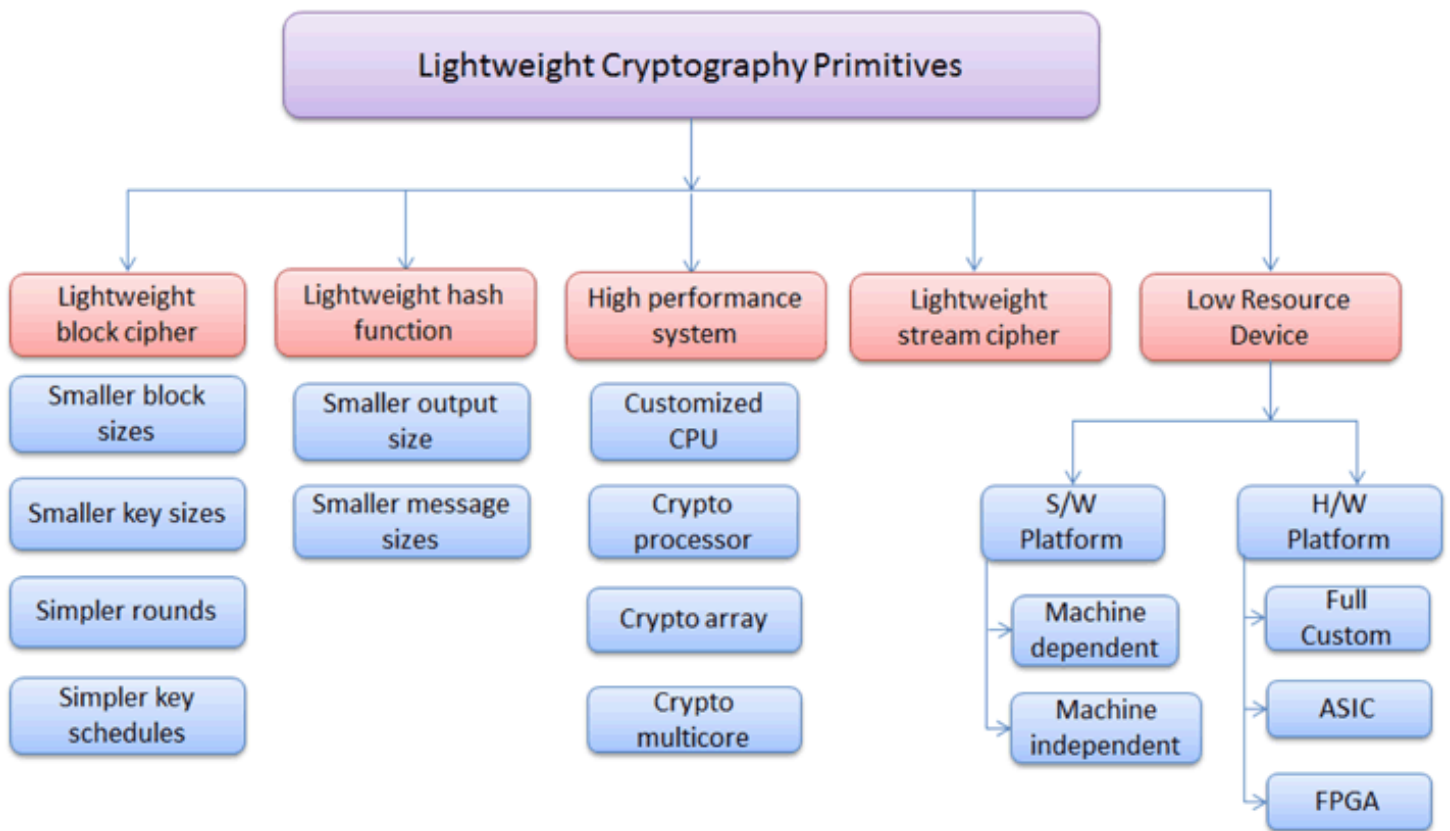 Lightweight Cryptography Primitives
Lightweight
block cipher
Lightweight hash
function
High performance
system
Lightweight
stream cipher
Low Resource
Device
Smaller block
sizes
Smaller key sizes
Simpler rounds
Simpler key
schedules
Smaller output
size
Smaller message
sizes
Customized
CPU
Crypto
processor
Crypto array
Crypto
multicore
S/W
Platform
Machine
dependent
Machine
independent
H/W
Platform
Full
Custom
ASIC
FPGA